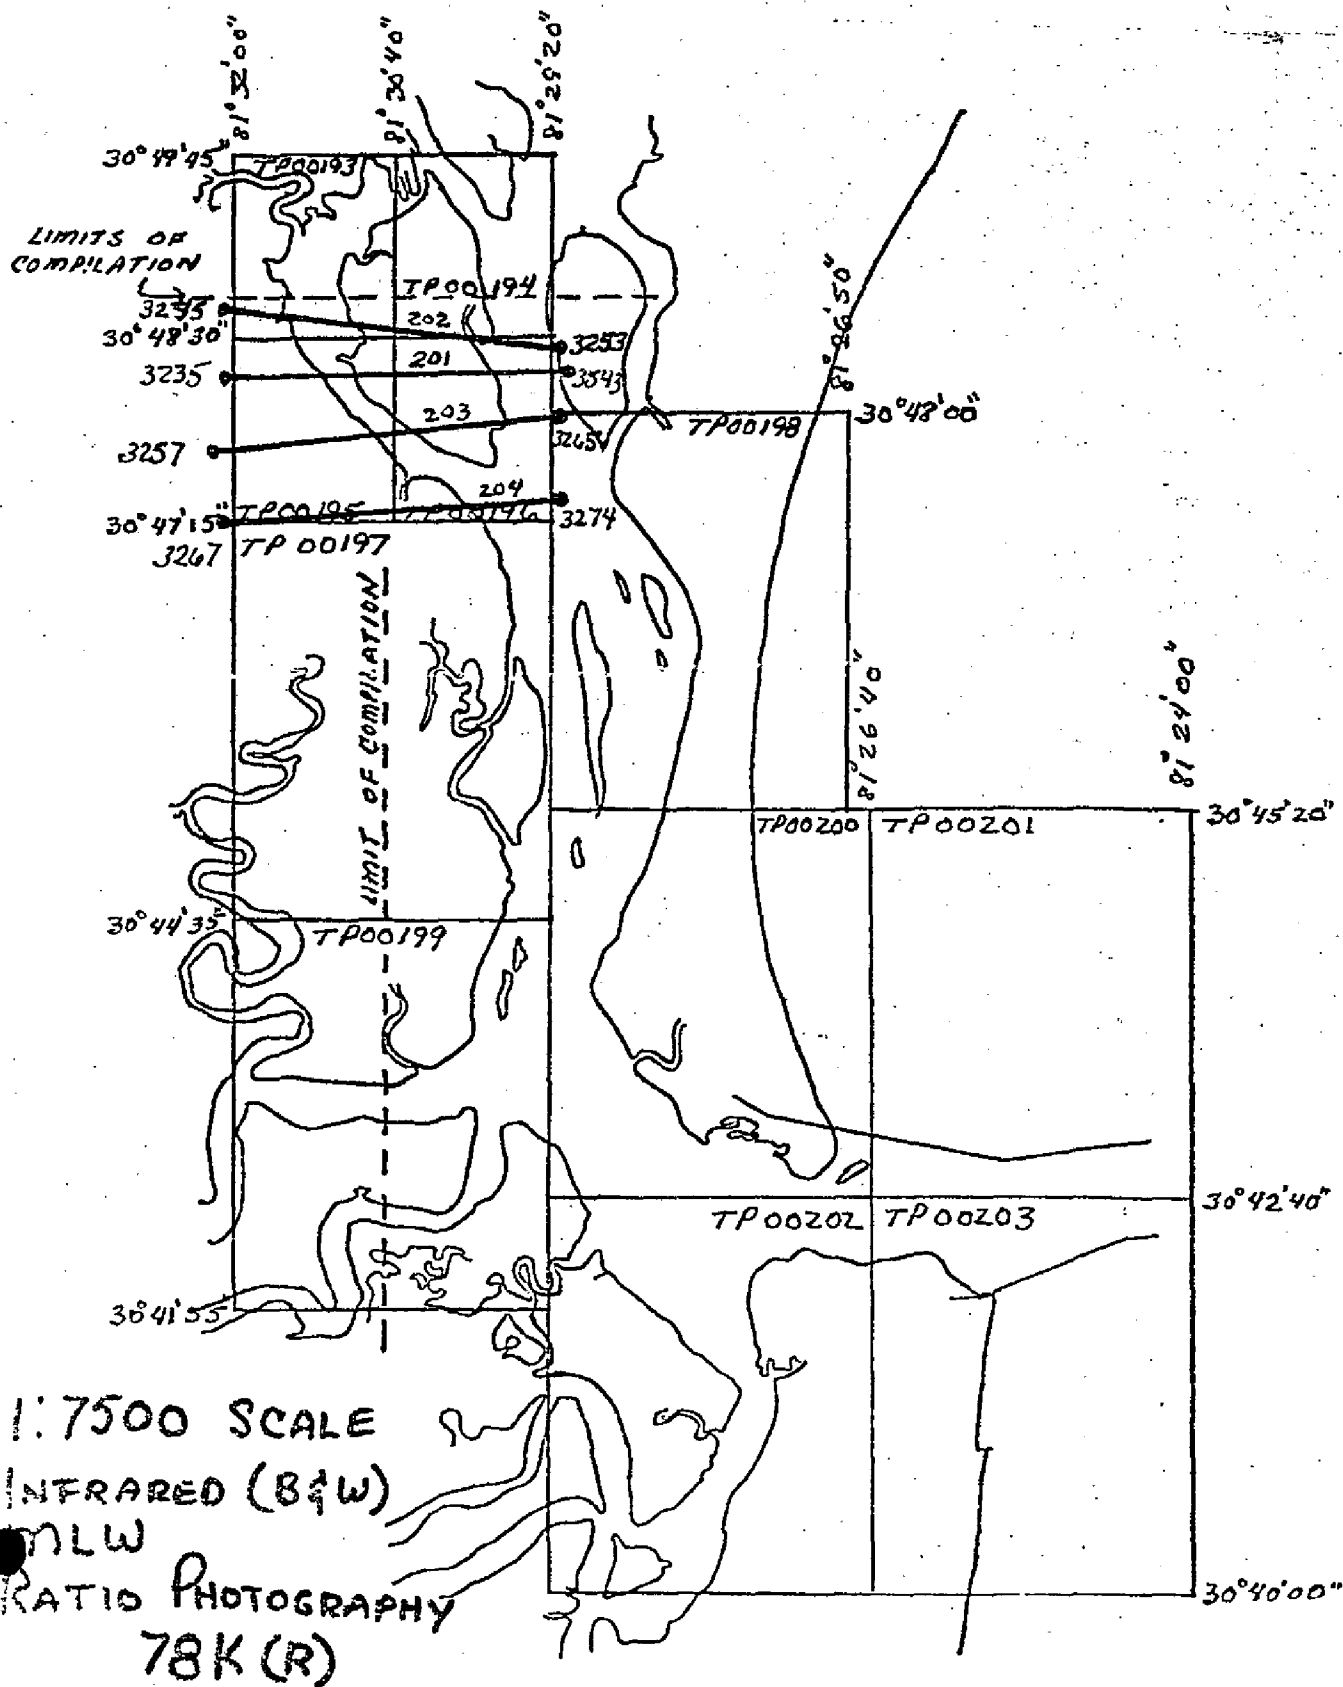 81° 32' 00"
81° 30' 40"
81° 29' 20"
30° 49' 45"
TP00193
LIMITS OF
COMPILATION
TP00194
81° 26' 50"
202
30° 48' 30"
3253
201
3235
3543
203
30° 48' 00"
TP00198
3257
3265
204
30° 47' 15"
TP00195
TP00196
3274
3267
TP 00197
LIMIT OF COMPILATION
81° 26' 40"
81° 24' 00"
30° 45' 20"
TP00200
TP00201
30° 44' 35"
TP00199
30° 42' 40"
TP00202
TP00203
30° 41' 55"
30° 40' 00"
1:7500 SCALE
INFRARED (B&W)
MLW
RATIO PHOTOGRAPHY
78K (R)